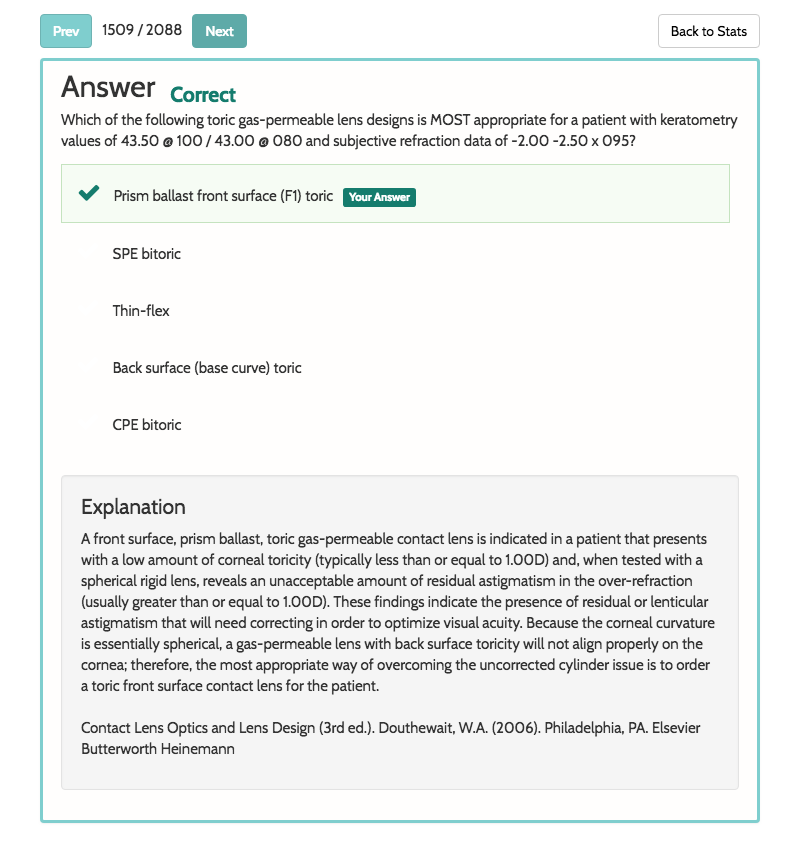 Prev 1509 / 2088 Next Back to Stats
Answer Correct
Which of the following toric gas-permeable lens designs is MOST appropriate for a patient with keratometry
values of 43.50 @ 100 / 43.00 @ 080 and subjective refraction data of -2.00 -2.50 x 095?
Prism ballast front surface (F1) toric Your Answer
SPE bitoric
Thin-flex
Back surface (base curve) toric
CPE bitoric
Explanation
A front surface, prism ballast, toric gas-permeable contact lens is indicated in a patient that presents
with a low amount of corneal toricity (typically less than or equal to 1.00D) and, when tested with a
spherical rigid lens, reveals an unacceptable amount of residual astigmatism in the over-refraction
(usually greater than or equal to 1.00D). These findings indicate the presence of residual or lenticular
astigmatism that will need correcting in order to optimize visual acuity. Because the corneal curvature
is essentially spherical, a gas-permeable lens with back surface toricity will not align properly on the
cornea; therefore, the most appropriate way of overcoming the uncorrected cylinder issue is to order
a toric front surface contact lens for the patient.
Contact Lens Optics and Lens Design (3rd ed.). Douthewait, W.A. (2006). Philadelphia, PA. Elsevier
Butterworth Heinemann